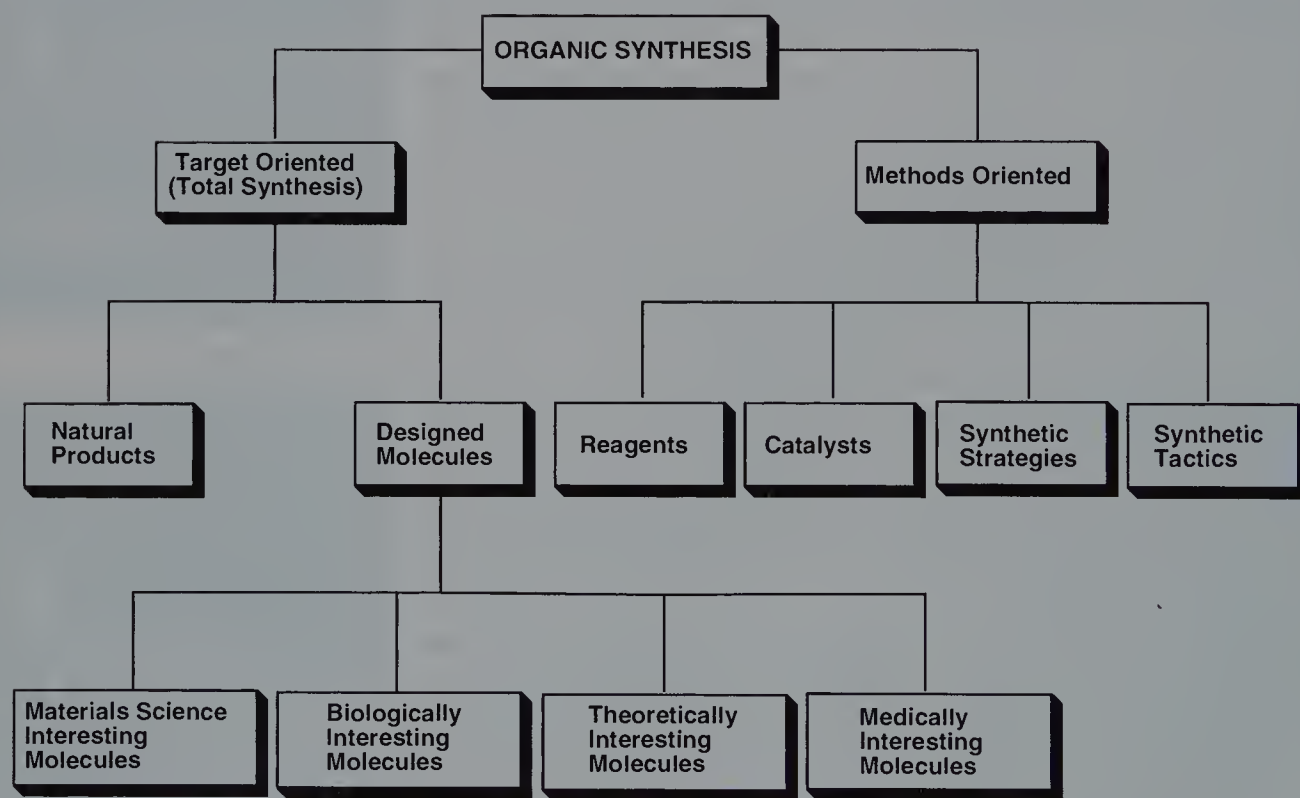 ORGANIC SYNTHESIS
Target Oriented
(Total Synthesis)
Methods Oriented
Natural
Products
Designed
Molecules
Reagents
Catalysts
Synthetic
Strategies
Synthetic
Tactics
Materials Science
Interesting
Molecules
Biologically
Interesting
Molecules
Theoretically
Interesting
Molecules
Medically
Interesting
Molecules